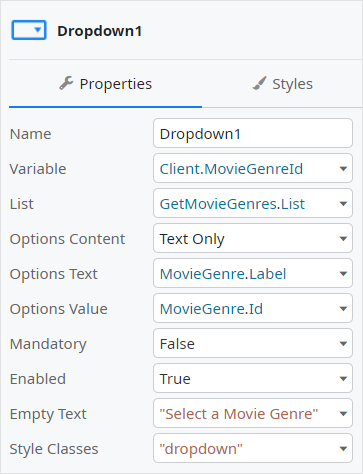 Dropdown1
Properties Styles
Name Dropdown1
Variable Client.MovieGenreId
List GetMovieGenres.List
Options Content Text Only
Options Text MovieGenre.Label
Options Value MovieGenre.Id
Mandatory False
Enabled True
Empty Text "Select a Movie Genre"
Style Classes "dropdown"